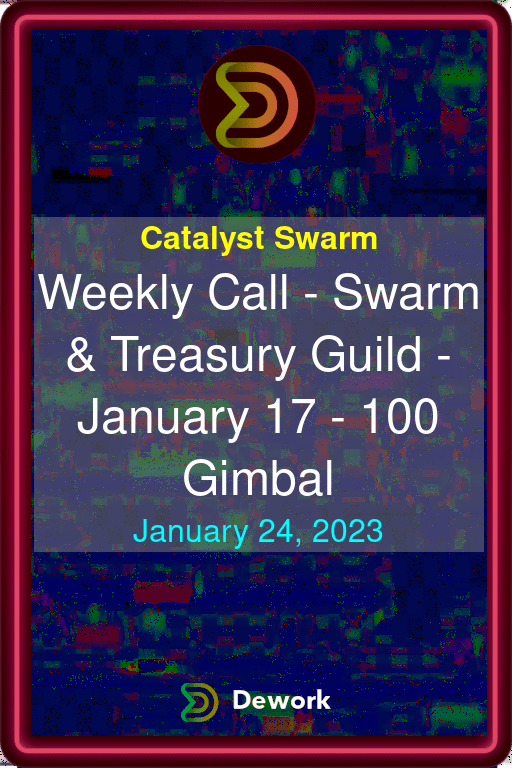 Catalyst Swarm
Weekly Call - Swarm
& Treasury Guild -
January 17 - 100
Gimbal
January 24, 2023
Dework